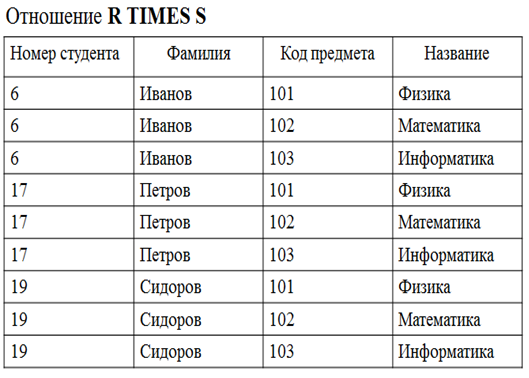 Отношение R TIMES S
Номер студента Фамилия Код предмета Название
6 Иванов 101 Физика
6 Иванов 102 Математика
6 Иванов 103 Информатика
17 Петров 101 Физика
17 Петров 102 Математика
17 Петров 103 Информатика
19 Сидоров 101 Физика
19 Сидоров 102 Математика
19 Сидоров 103 Информатика